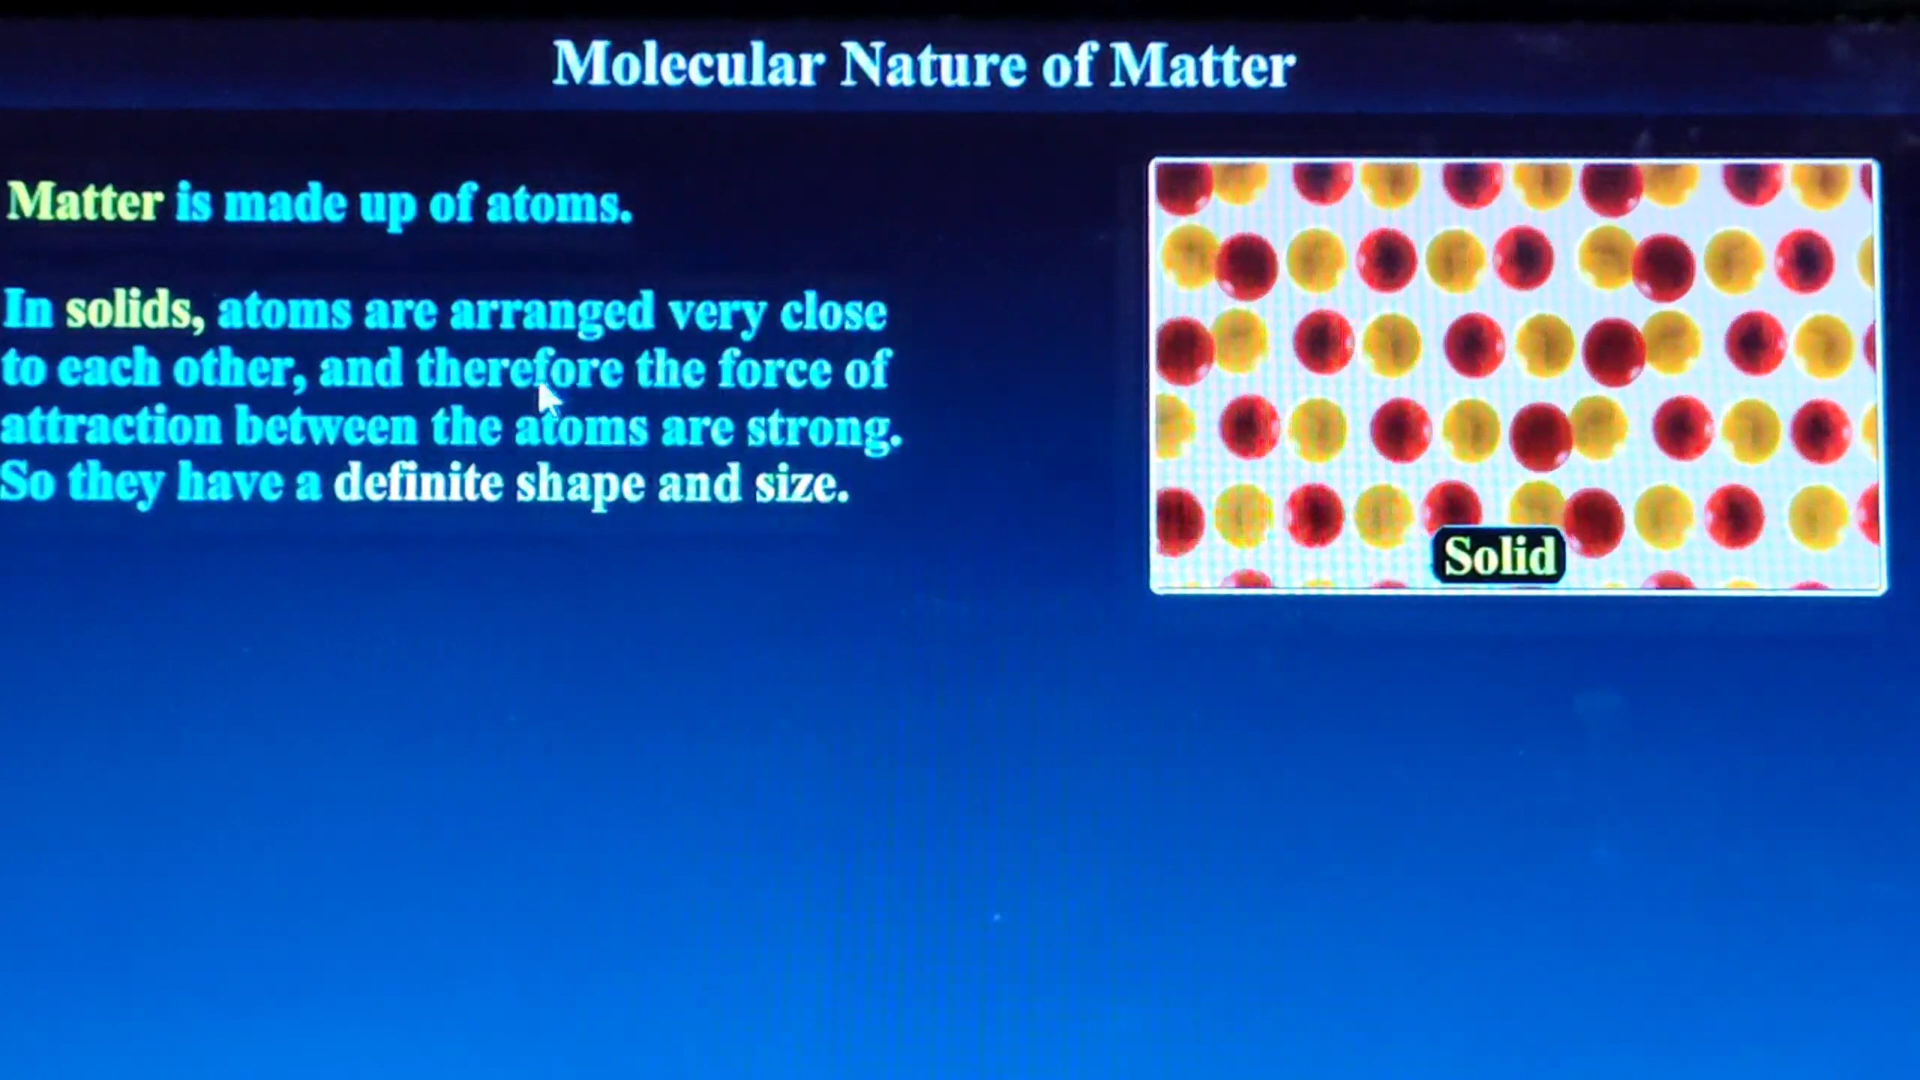 Molecular Nature of Matter
Matter is made up of atoms.
In solids, atoms are arranged very close
to each other, and therefore the force of
attraction between the atoms are strong.
So they have a definite shape and size.
Solid